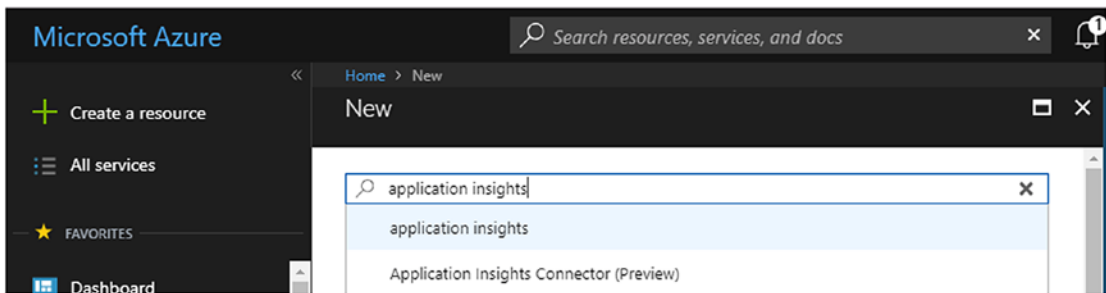 Microsoft Azure
Search resources, services, and docs
1
Home > New
Create a resource
New
All services
application insights
FAVORITES
application insights
Dashboard
Application Insights Connector (Preview)